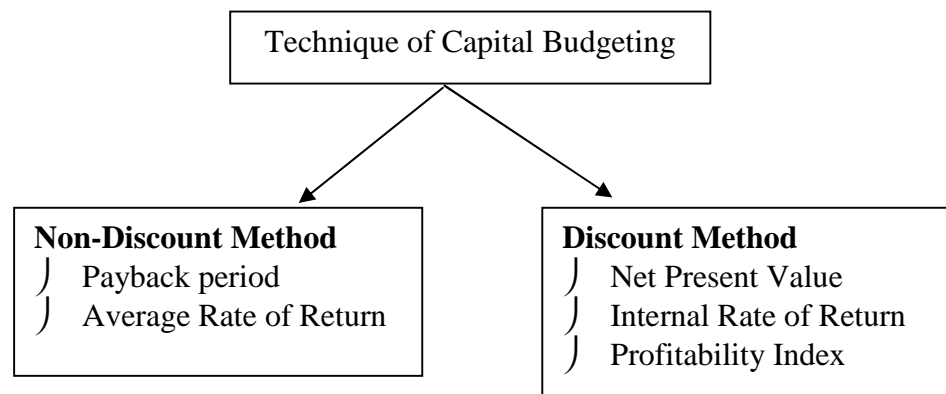 Technique of Capital Budgeting
Non-Discount Method
⌡ Payback period
⌡ Average Rate of Return
Discount Method
⌡ Net Present Value
⌡ Internal Rate of Return
⌡ Profitability Index